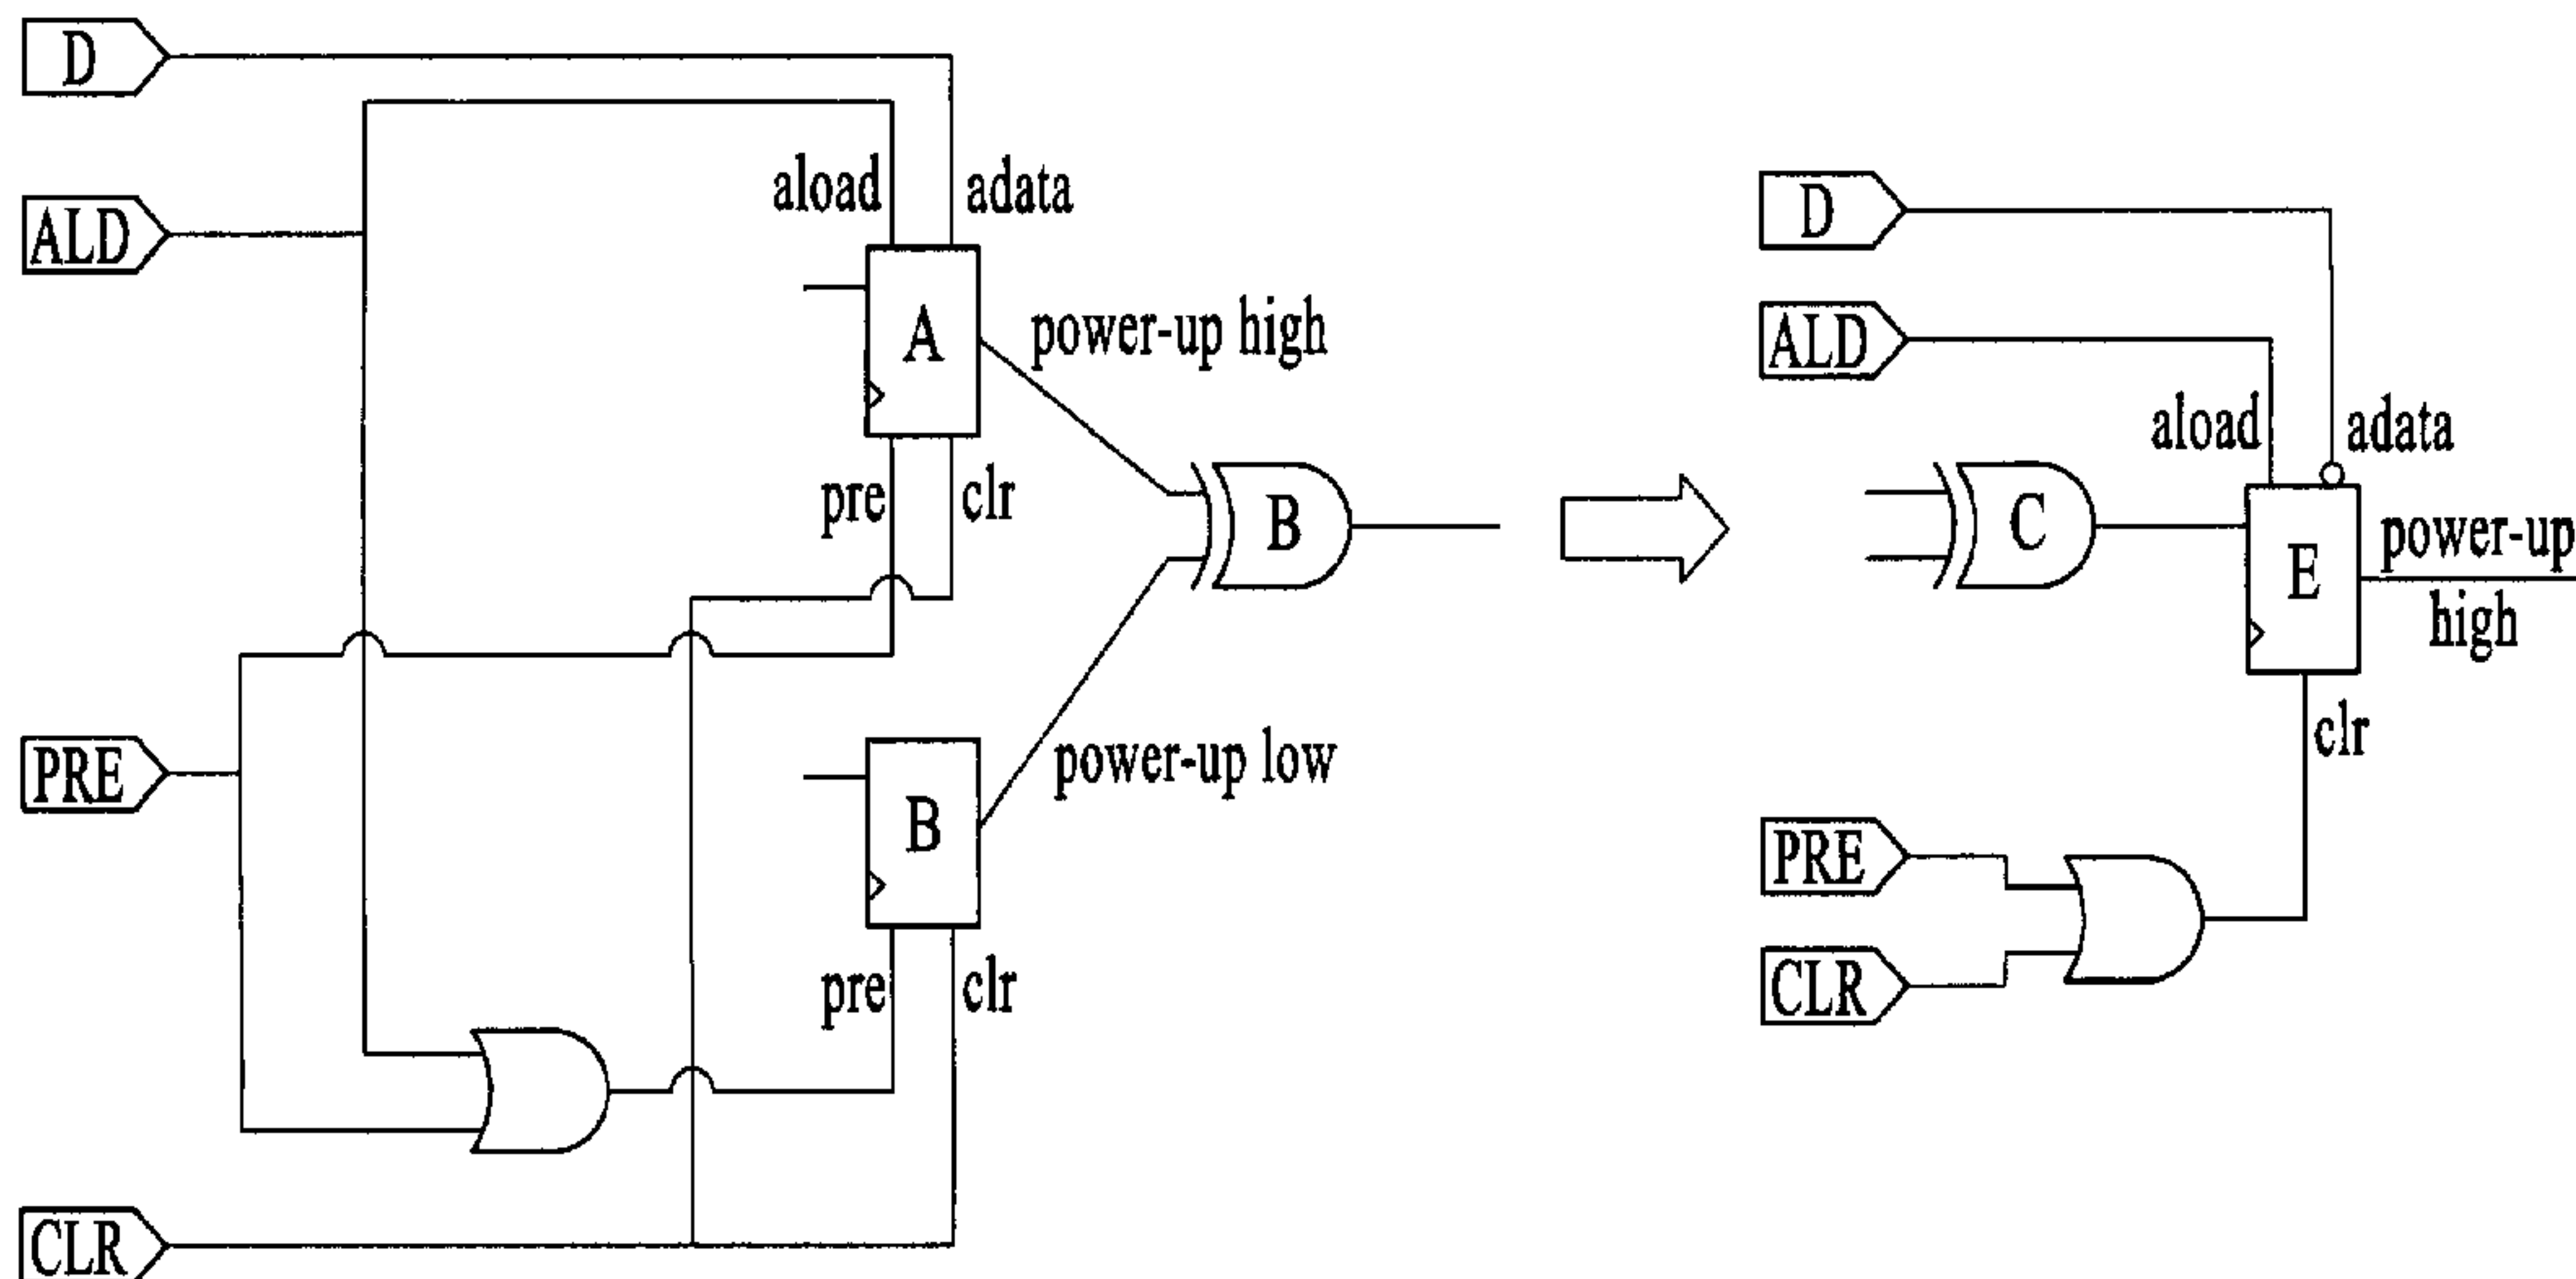 D
ALD
aload
adata
A
power-up high
pre
clr
B
PRE
B
power-up low
pre
clr
CLR
D
ALD
aload
adata
C
E
power-up
high
clr
PRE
CLR